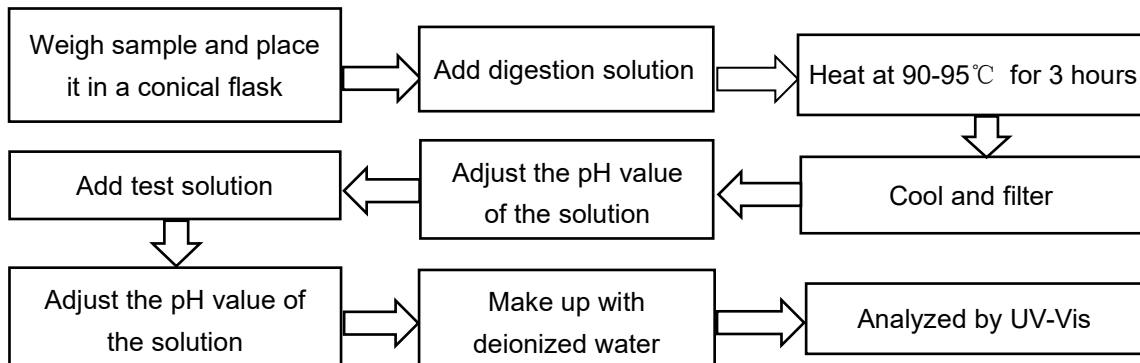 Weigh sample and place
it in a conical flask
Add digestion solution
Heat at 90-95℃ for 3 hours
Cool and filter
Adjust the pH value
of the solution
Add test solution
Adjust the pH value of
the solution
Make up with
deionized water
Analyzed by UV-Vis